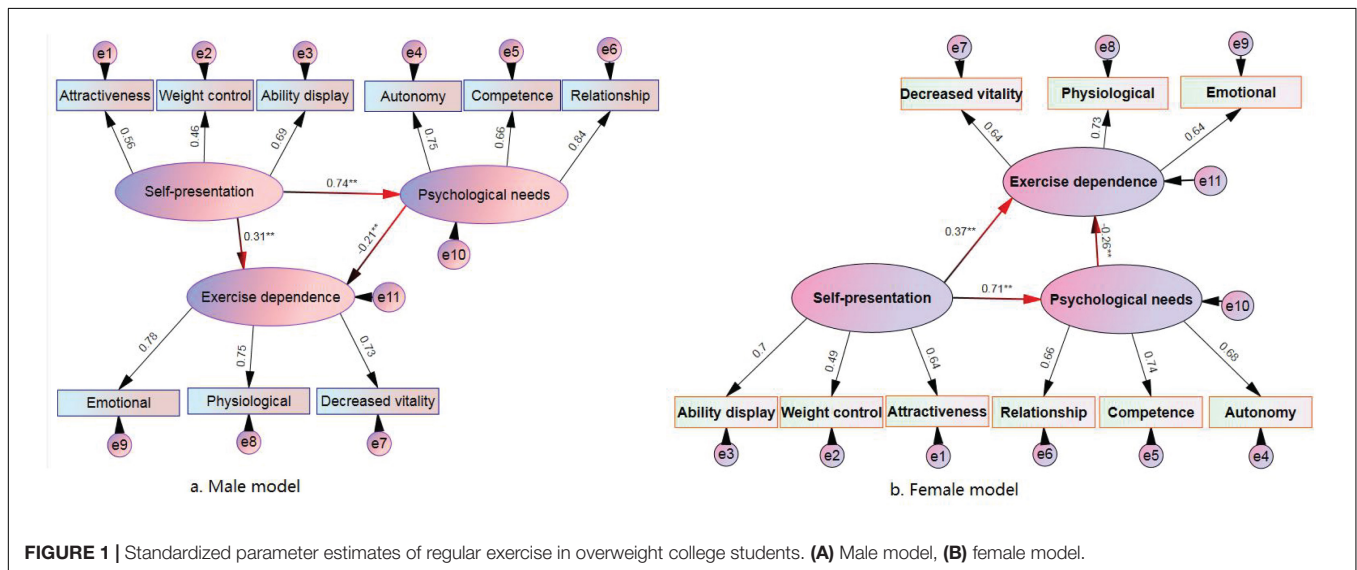 e1 e2 e3 e4 e5 e6
Attractiveness Weight control Ability display Autonomy Competence Relationship
0.56 0.46 0.69 0.75 0.66 0.84
Self-presentation 0.74** Psychological needs
0.31** -0.21** e10
Exercise dependence e11
0.78 0.75 0.73
Emotional Physiological Decreased vitality
e9 e8 e7
a. Male model
e7 e8 e9
Decreased vitality Physiological Emotional
0.64 0.73 0.64
Exercise dependence e11
0.37** -0.26**
Self-presentation 0.71** Psychological needs e10
0.7 0.49 0.64 0.66 0.74 0.68
Ability display Weight control Attractiveness Relationship Competence Autonomy
e3 e2 e1 e6 e5 e4
b. Female model
FIGURE 1 | Standardized parameter estimates of regular exercise in overweight college students. (A) Male model, (B) female model.